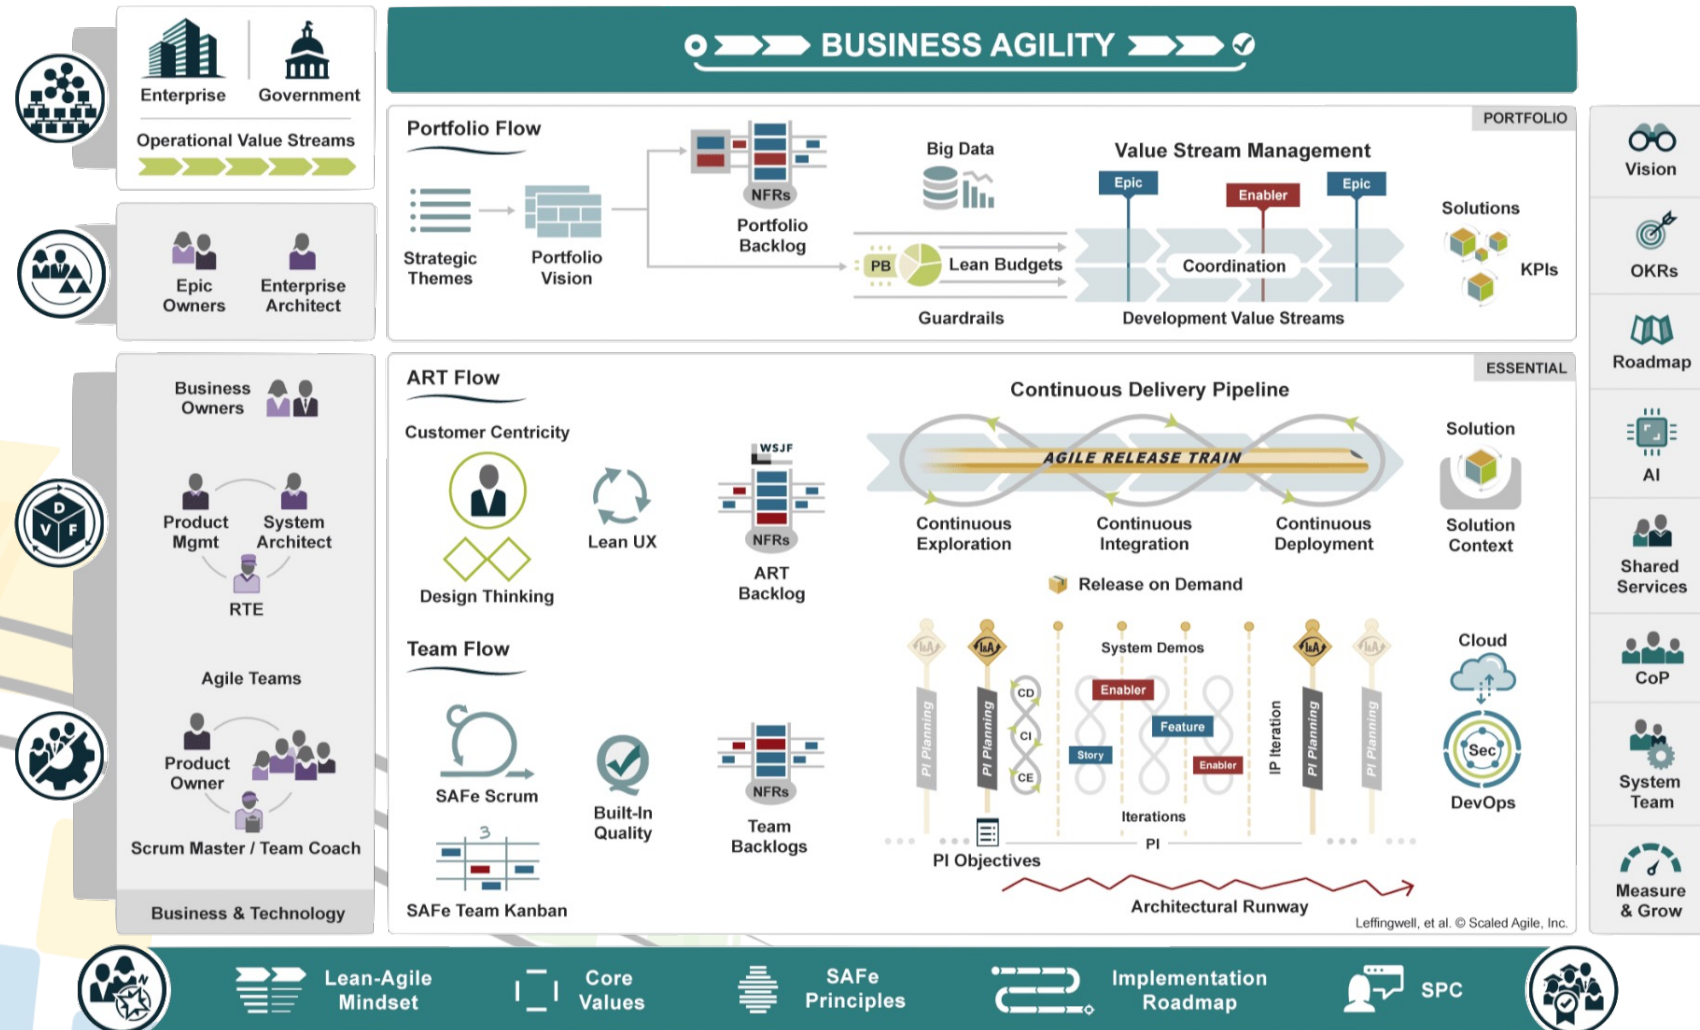 Enterprise
Government
Operational Value Streams
BUSINESS AGILITY
PORTFOLIO
Portfolio Flow
Strategic
Themes
Portfolio
Vision
NFRs
Portfolio
Backlog
Big Data
PB
Lean Budgets
Guardrails
Value Stream Management
Epic
Enabler
Epic
Coordination
Development Value Streams
Solutions
KPIs
Epic
Owners
Enterprise
Architect
Business
Owners
Product
Mgmt
System
Architect
RTE
Agile Teams
Product
Owner
Scrum Master / Team Coach
Business & Technology
D
V
F
ESSENTIAL
ART Flow
Customer Centricity
Design Thinking
Lean UX
WSJF
NFRs
ART
Backlog
Continuous Delivery Pipeline
AGILE RELEASE TRAIN
Continuous
Exploration
Continuous
Integration
Continuous
Deployment
Release on Demand
Solution
Solution
Context
Team Flow
SAFe Scrum
3
SAFe Team Kanban
Built-In
Quality
NFRs
Team
Backlogs
I&A
I&A
I&A
I&A
PI Planning
PI Planning
CD
CI
CE
System Demos
Enabler
Feature
Story
Enabler
IP Iteration
PI Planning
PI Planning
Iterations
PI
PI Objectives
Architectural Runway
Cloud
Sec
DevOps
Leffingwell, et al. © Scaled Agile, Inc.
Vision
OKRs
Roadmap
AI
Shared
Services
CoP
System
Team
Measure
& Grow
N
Lean-Agile
Mindset
Core
Values
SAFe
Principles
Implementation
Roadmap
SPC